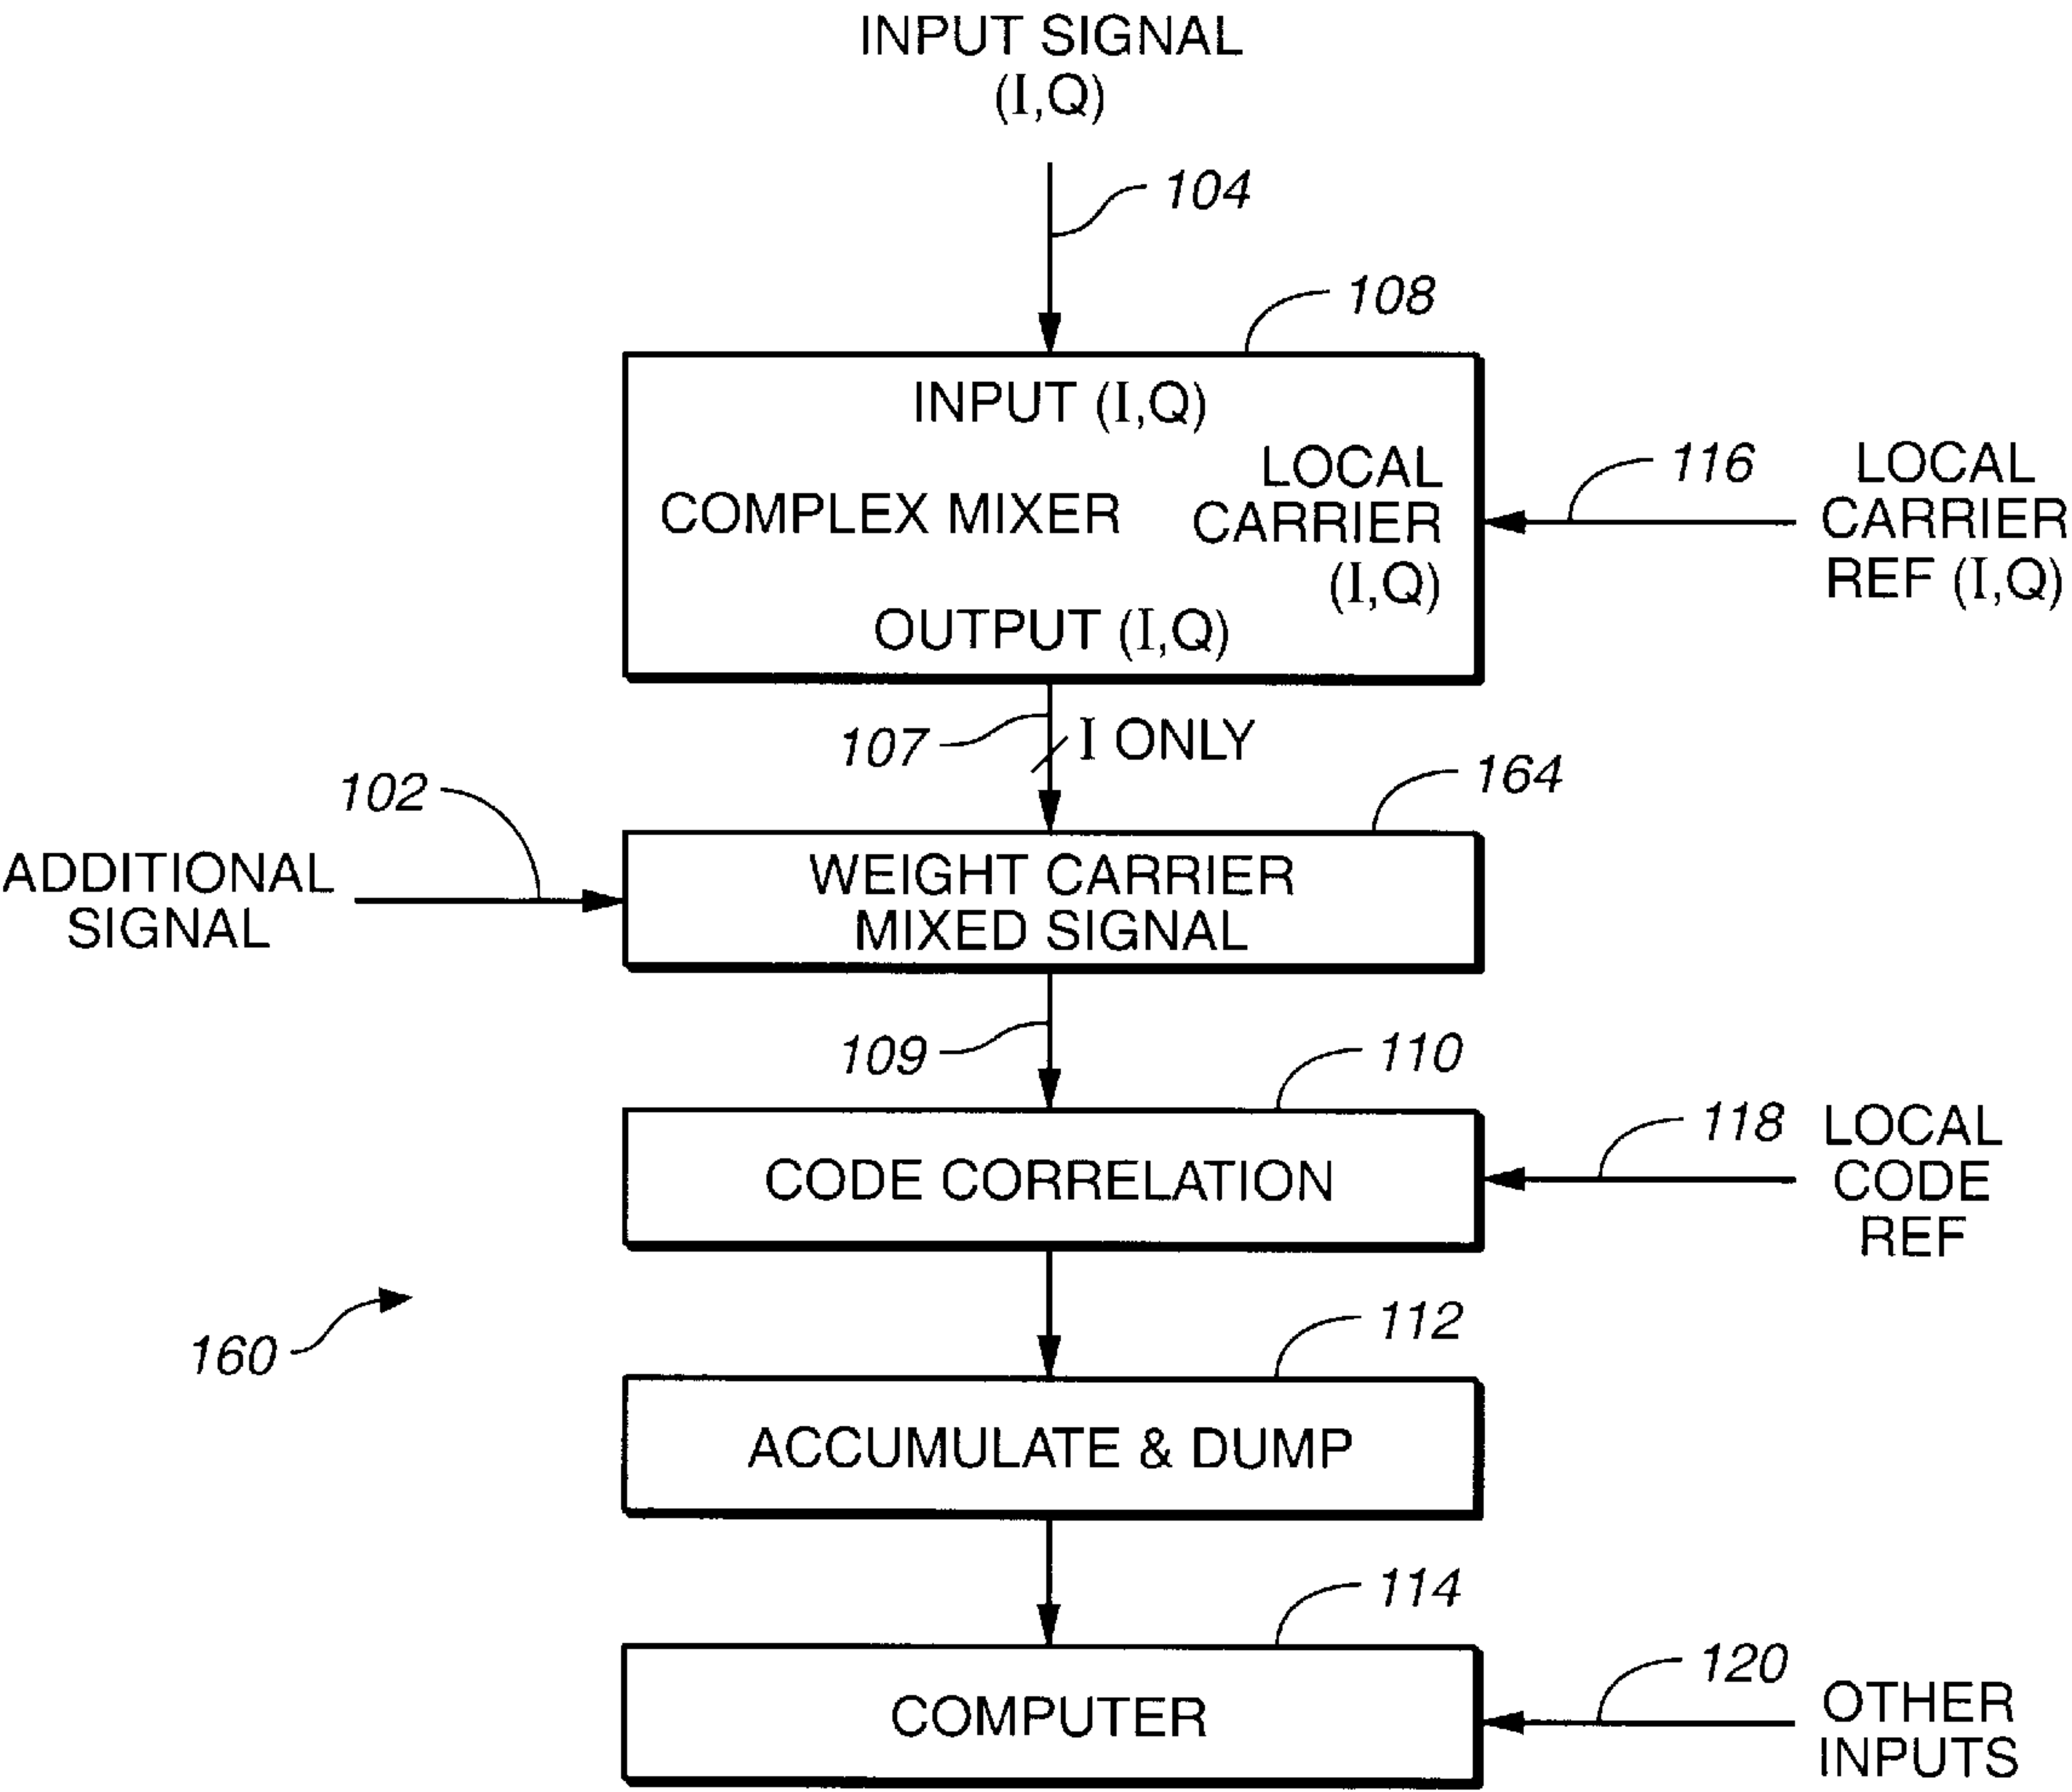 INPUT SIGNAL
(I,Q)
104
108
INPUT (I,Q)
COMPLEX MIXER
LOCAL
CARRIER
(I,Q)
OUTPUT (I,Q)
116
LOCAL
CARRIER
REF (I,Q)
107
I ONLY
102
164
ADDITIONAL
SIGNAL
WEIGHT CARRIER
MIXED SIGNAL
109
110
CODE CORRELATION
118
LOCAL
CODE
REF
160
112
ACCUMULATE & DUMP
114
COMPUTER
120
OTHER
INPUTS